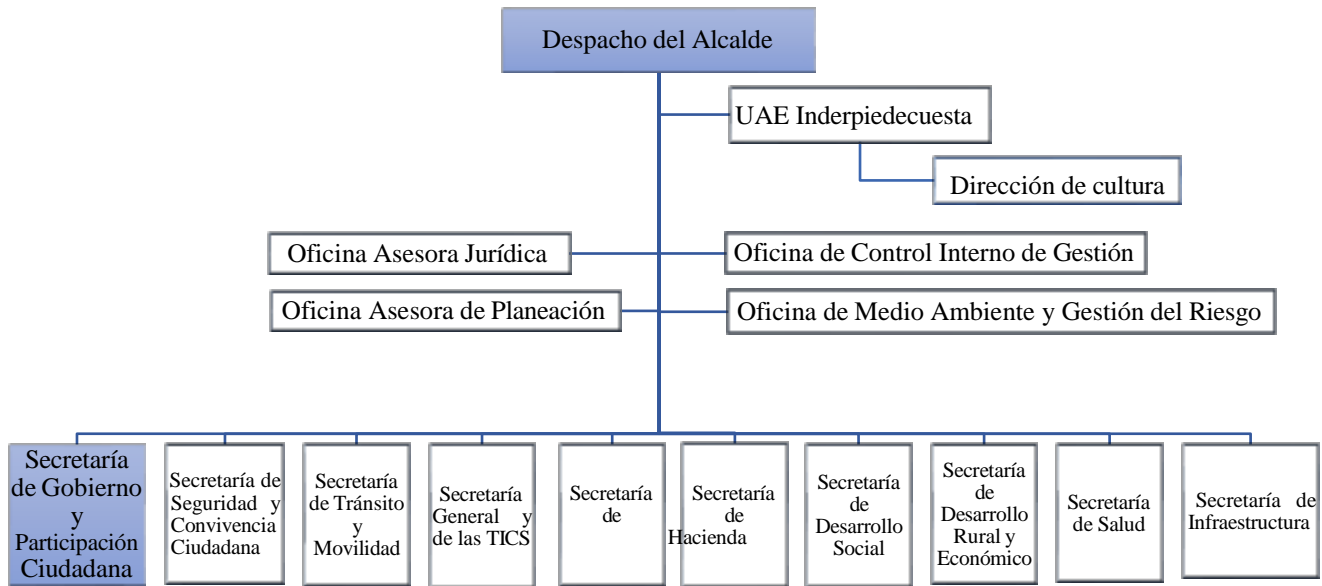 Despacho del Alcalde
UAE Inderpiedecuesta
Dirección de cultura
Oficina Asesora Jurídica
Oficina de Control Interno de Gestión
Oficina Asesora de Planeación
Oficina de Medio Ambiente y Gestión del Riesgo
Secretaría
de Gobierno
y
Participación
Ciudadana
Secretaría de
Seguridad y
Convivencia
Ciudadana
Secretaría
de Tránsito
y
Movilidad
Secretaría
General y
de las TICS
Secretaría
de
Secretaría
de
Hacienda
Secretaría
de
Desarrollo
Social
Secretaría
de
Desarrollo
Rural y
Económico
Secretaría
de Salud
Secretaría de
Infraestructura